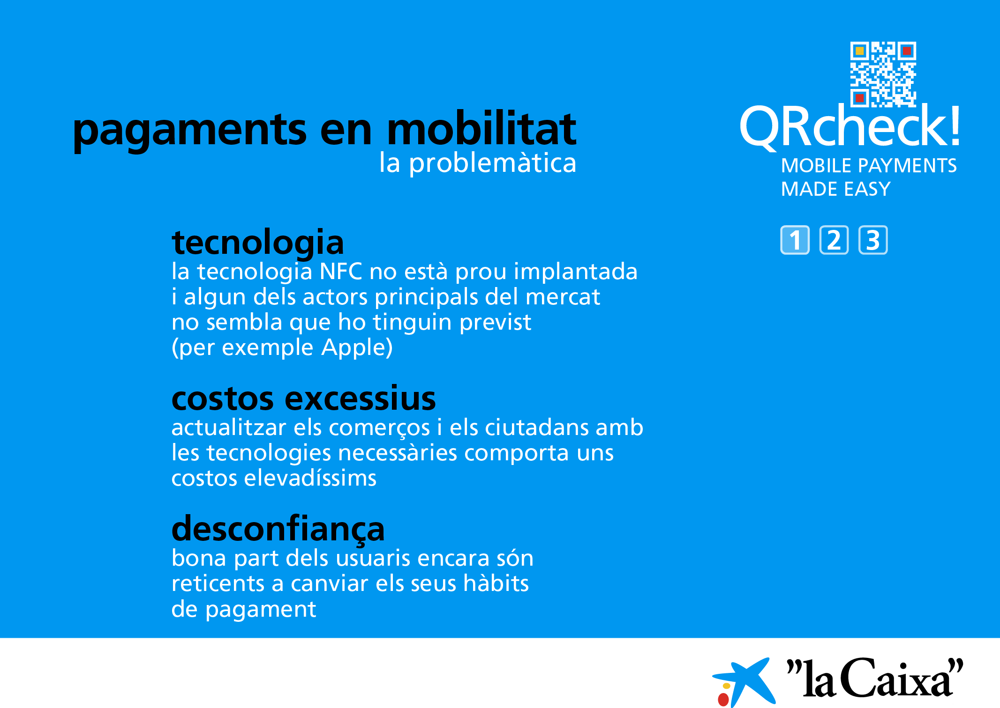 pagaments en mobilitat
la problemàtica
QRcheck!
MOBILE PAYMENTS
MADE EASY
1 2 3
tecnologia
la tecnologia NFC no està prou implantada
i algun dels actors principals del mercat
no sembla que ho tinguin previst
(per exemple Apple)
costos excessius
actualitzar els comerços i els ciutadans amb
les tecnologies necessàries comporta uns
costos elevadíssims
desconfiança
bona part dels usuaris encara són
reticents a canviar els seus hàbits
de pagament
”la Caixa”